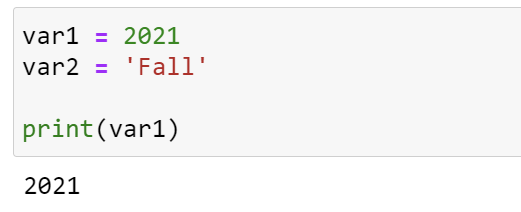 var1 = 2021
var2 = 'Fall'
print(var1)
2021